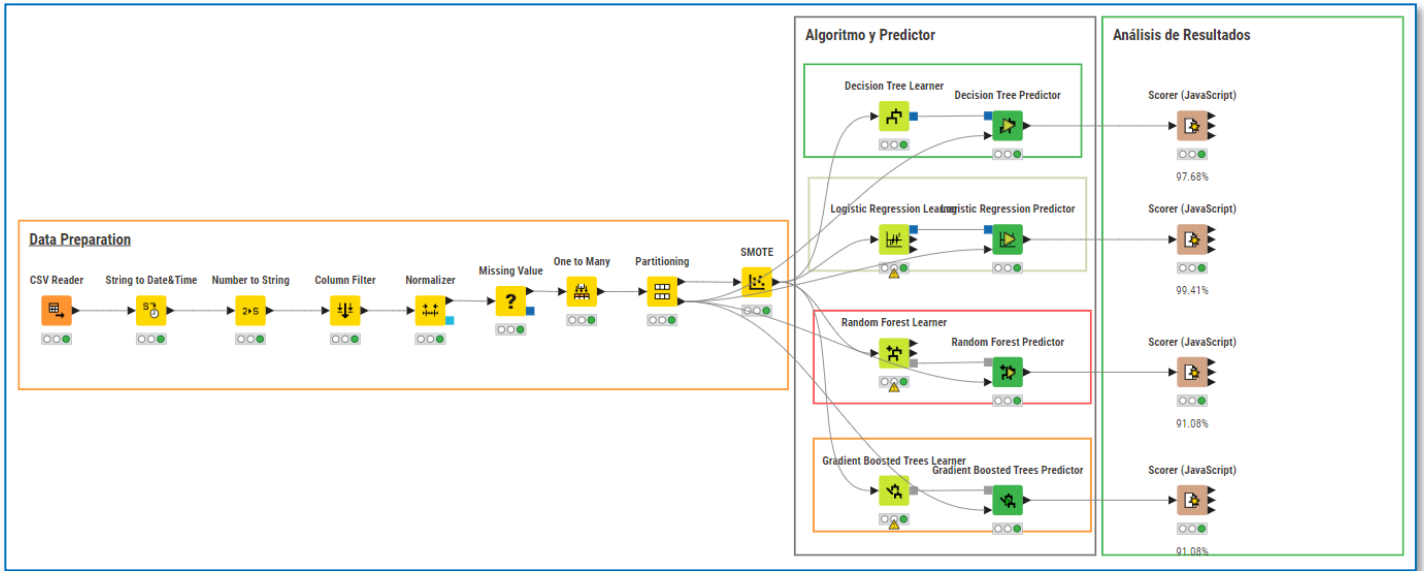 Algoritmo y Predictor
Análisis de Resultados
Decision Tree Learner
Decision Tree Predictor
Scorer (JavaScript)
97.68%
Logistic Regression Learner
Logistic Regression Predictor
Scorer (JavaScript)
99.41%
Data Preparation
CSV Reader
String to Date&Time
Number to String
Column Filter
Normalizer
Missing Value
One to Many
Partitioning
SMOTE
S
2▸S
?
Random Forest Learner
Random Forest Predictor
Scorer (JavaScript)
91.08%
Gradient Boosted Trees Learner
Gradient Boosted Trees Predictor
Scorer (JavaScript)
91.08%